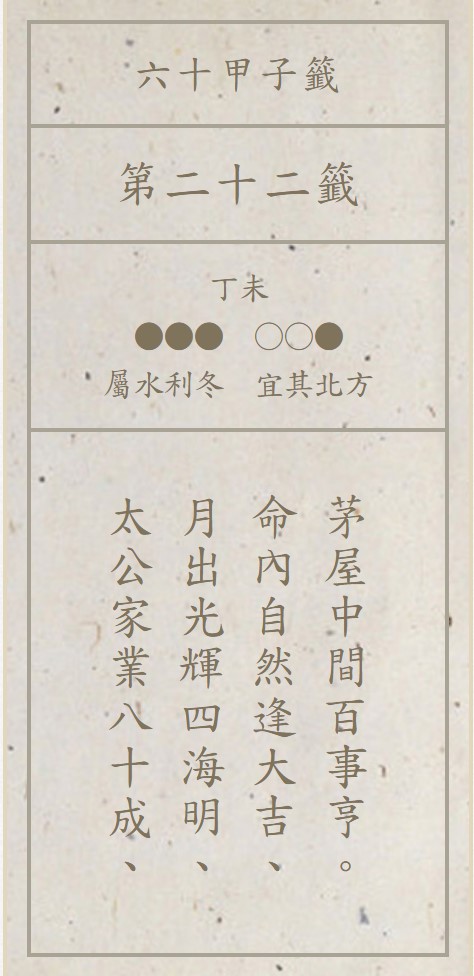 六十甲子籤
第二十二籤
丁未
●●●　○○●
屬水利冬　宜其北方
太公家業八十成、
月出光輝四海明、
命內自然逢大吉、
茅屋中間百事亨。